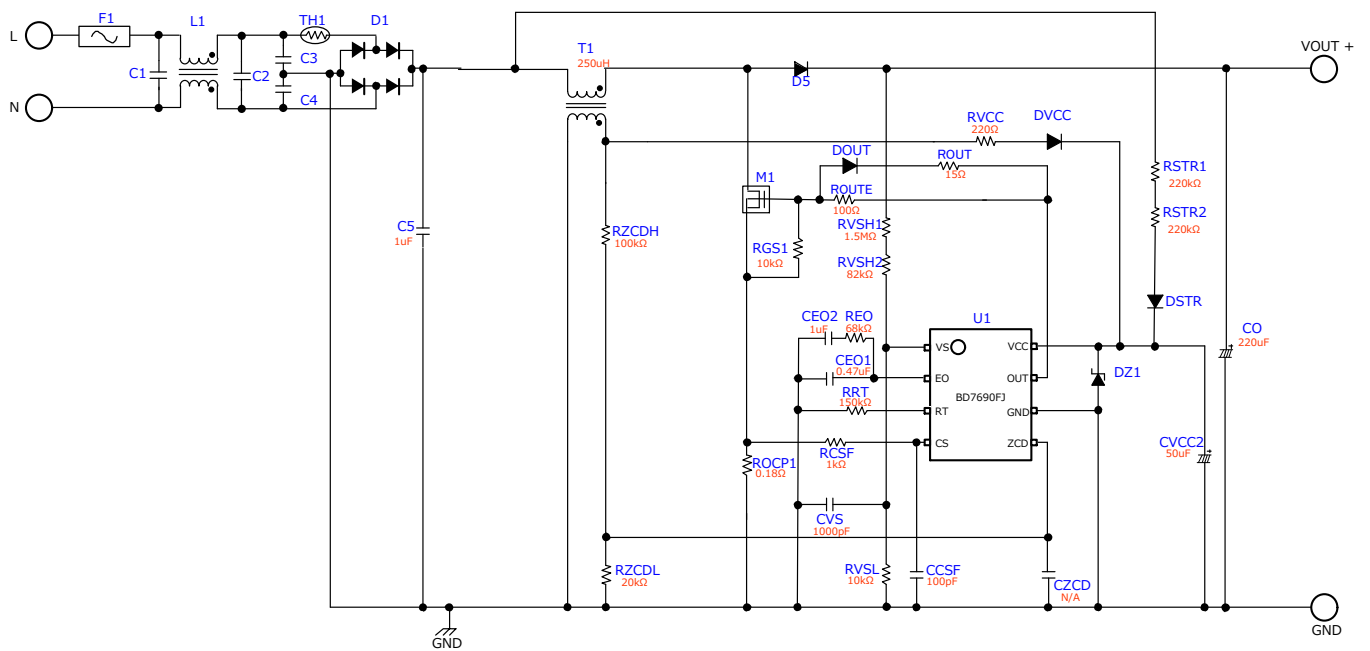 F1
L1
TH1
D1
L
C3
C1
C2
C4
N
T1
250uH
D5
VOUT +
RVCC
220Ω
DVCC
DOUT
ROUT
15Ω
M1
ROUTE
100Ω
RSTR1
220kΩ
RSTR2
220kΩ
C5
1uF
RZCDH
100kΩ
RGS1
10kΩ
RVSH1
1.5MΩ
RVSH2
82kΩ
DSTR
CEO2
1uF
REO
68kΩ
U1
CO
220uF
VS
VCC
CEO1
0.47uF
EO
OUT
DZ1
BD7690FJ
RRT
150kΩ
RT
GND
CS
ZCD
RCSF
1kΩ
ROCP1
0.18Ω
CVCC2
50uF
CVS
1000pF
RZCDL
20kΩ
RVSL
10kΩ
CCSF
100pF
CZCD
N/A
GND
GND